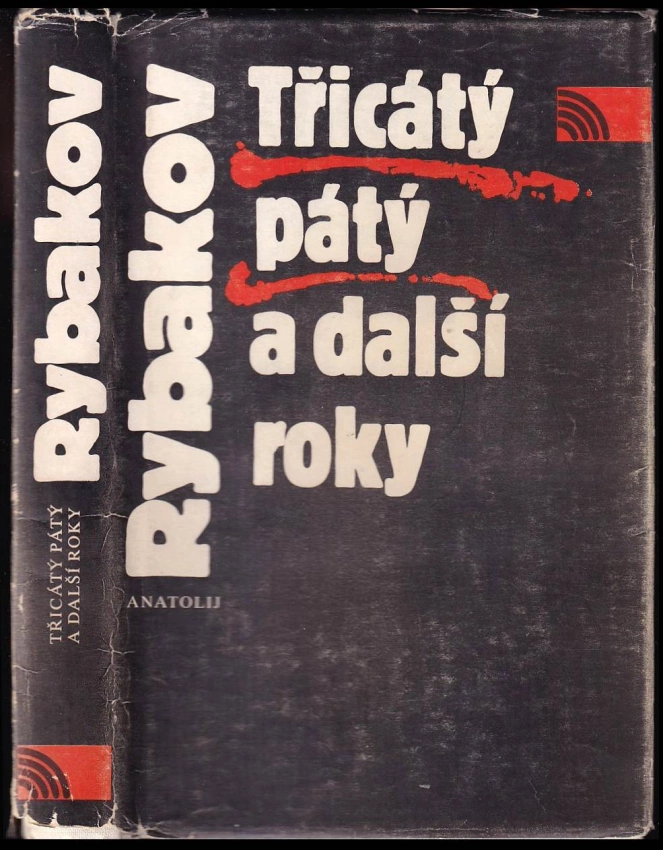 Rybakov
TŘICÁTÝ PÁTÝ
A DALŠÍ ROKY
Rybakov
ANATOLIJ
Třicátý
pátý
a další
roky